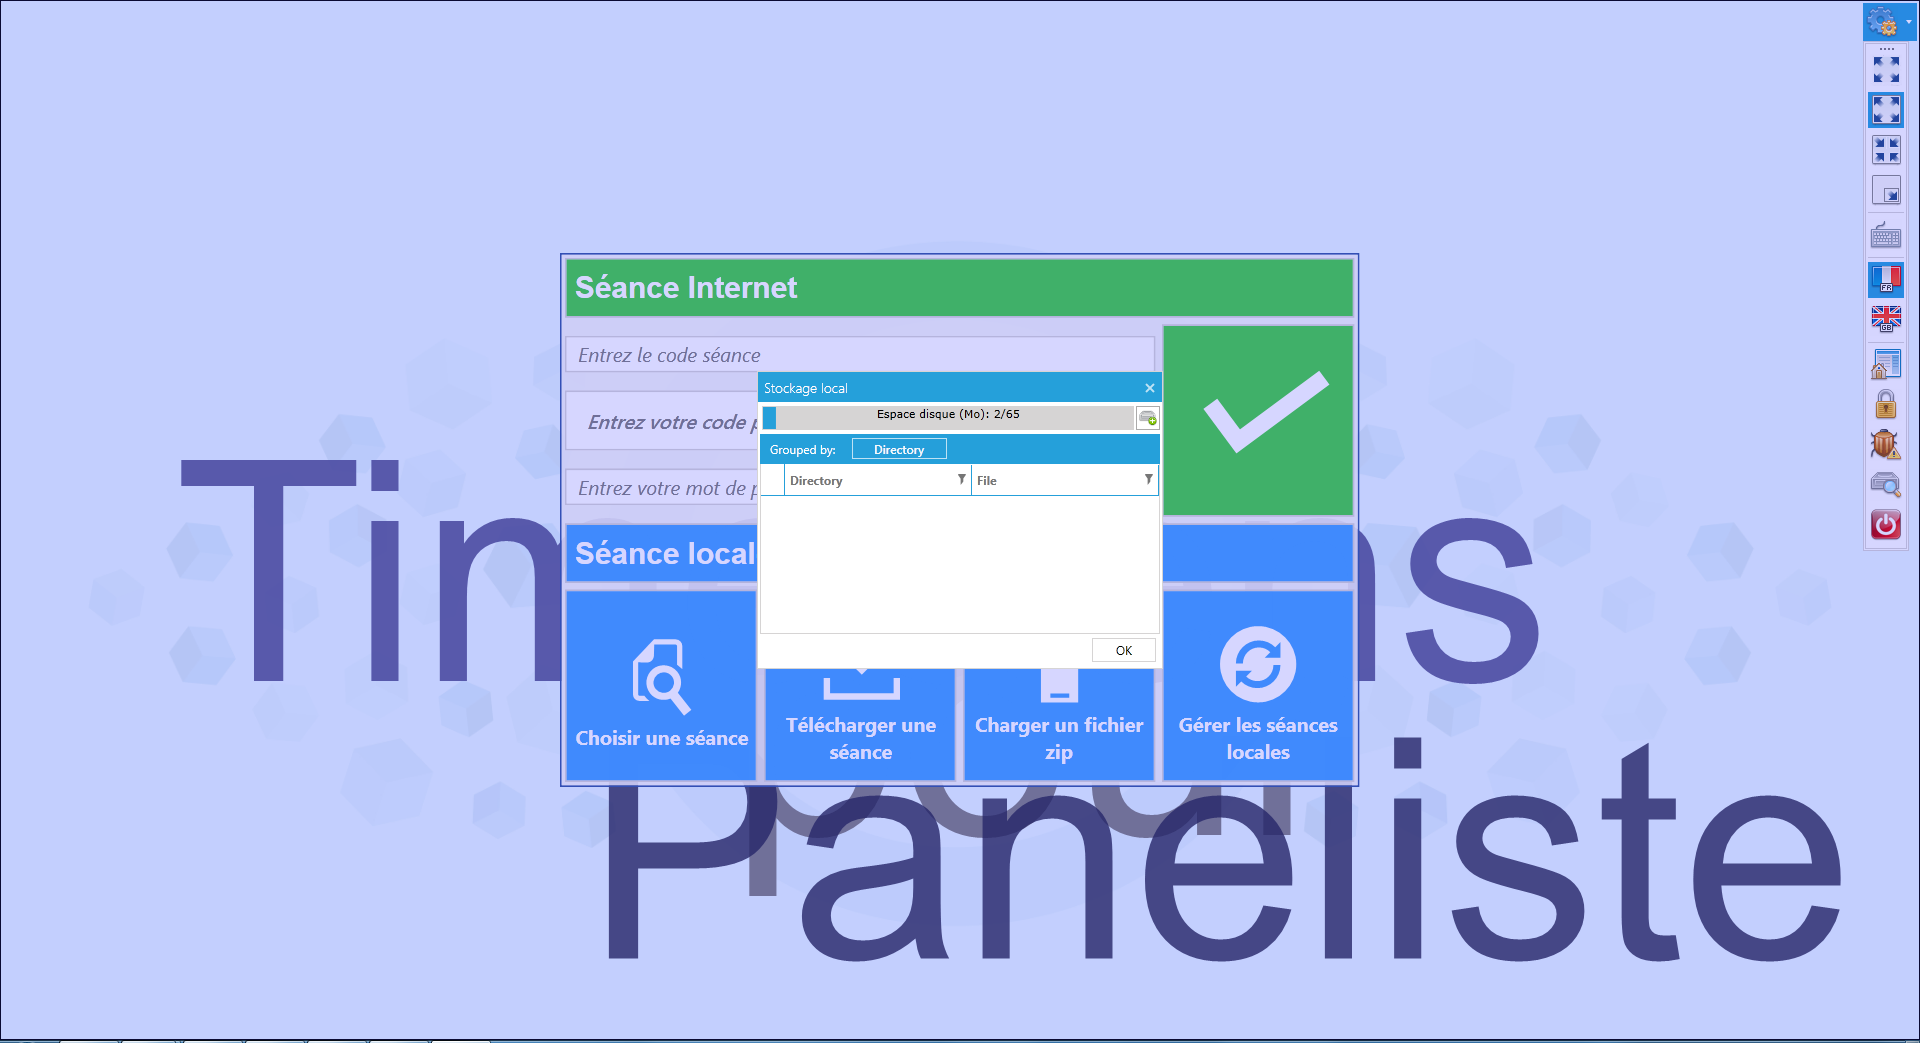 Séance Internet
Entrez le code séance
Stockage local
Espace disque (Mo): 2/65
Entrez votre code p
Grouped by:
Directory
Directory
File
Entrez votre mot de p
FR
GB
Séance local
OK
Choisir une séance
Télécharger une
séance
Charger un fichier
zip
Gérer les séances
locales
Paneliste